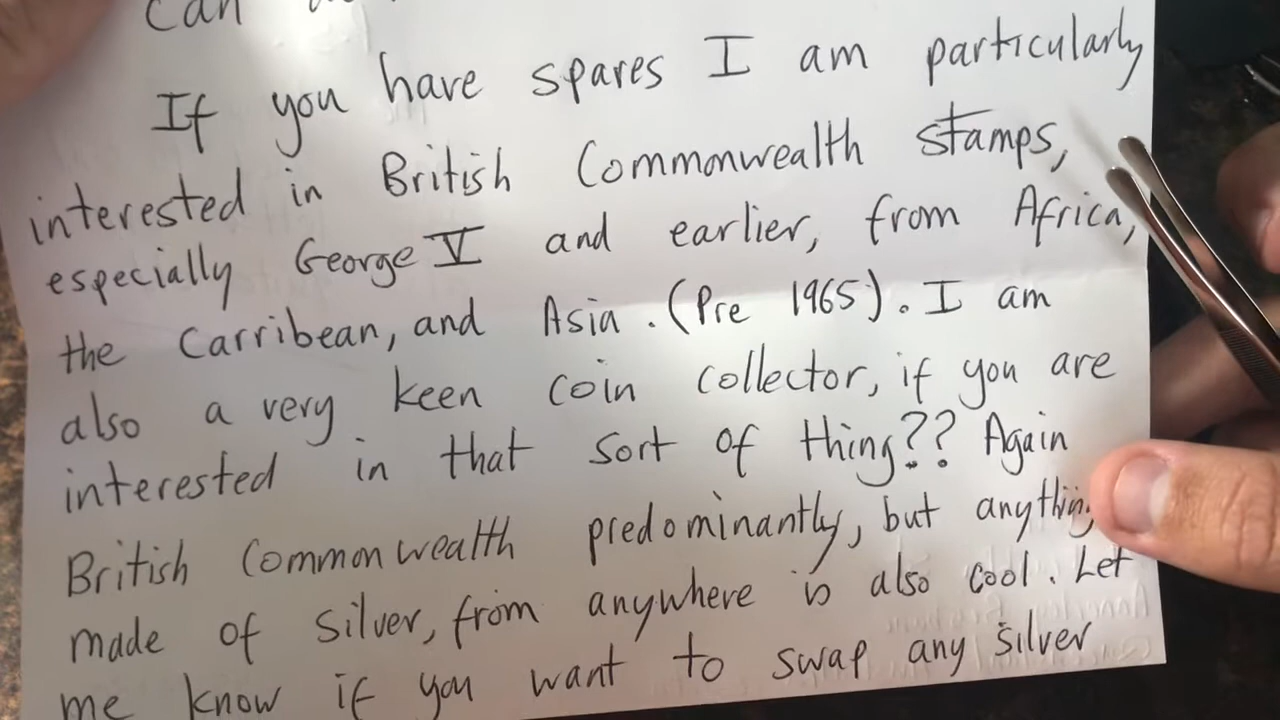 can
If you have spares I am particularly
interested in British Commonwealth stamps,
especially George V and earlier, from Africa,
the Carribean, and Asia. (Pre 1965). I am
also a very keen coin collector, if you are
interested in that sort of thing?? Again
British Commonwealth predominantly, but anything
made of silver, from anywhere is also cool. Let
me know if you want to swap any silver